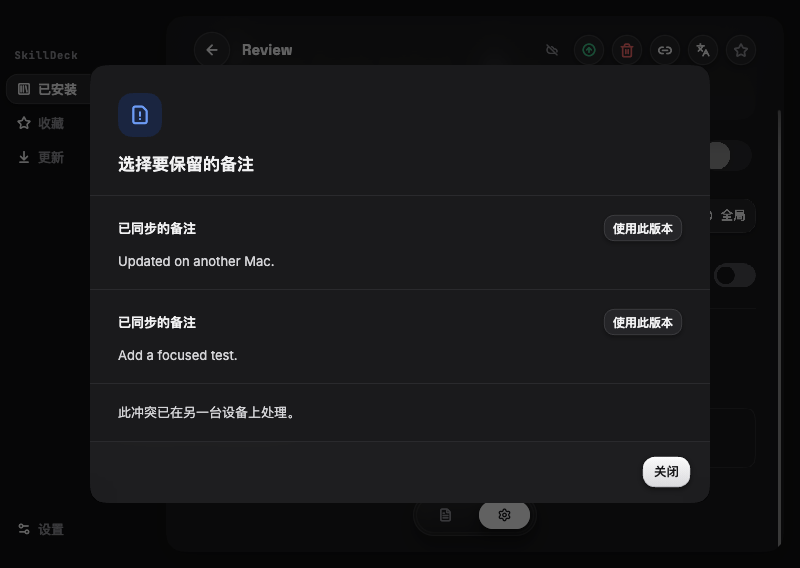 SkillDeck
Review
已安装
收藏
更新
选择要保留的备注
已同步的备注
使用此版本
Updated on another Mac.
全局
已同步的备注
使用此版本
Add a focused test.
此冲突已在另一台设备上处理。
关闭
设置